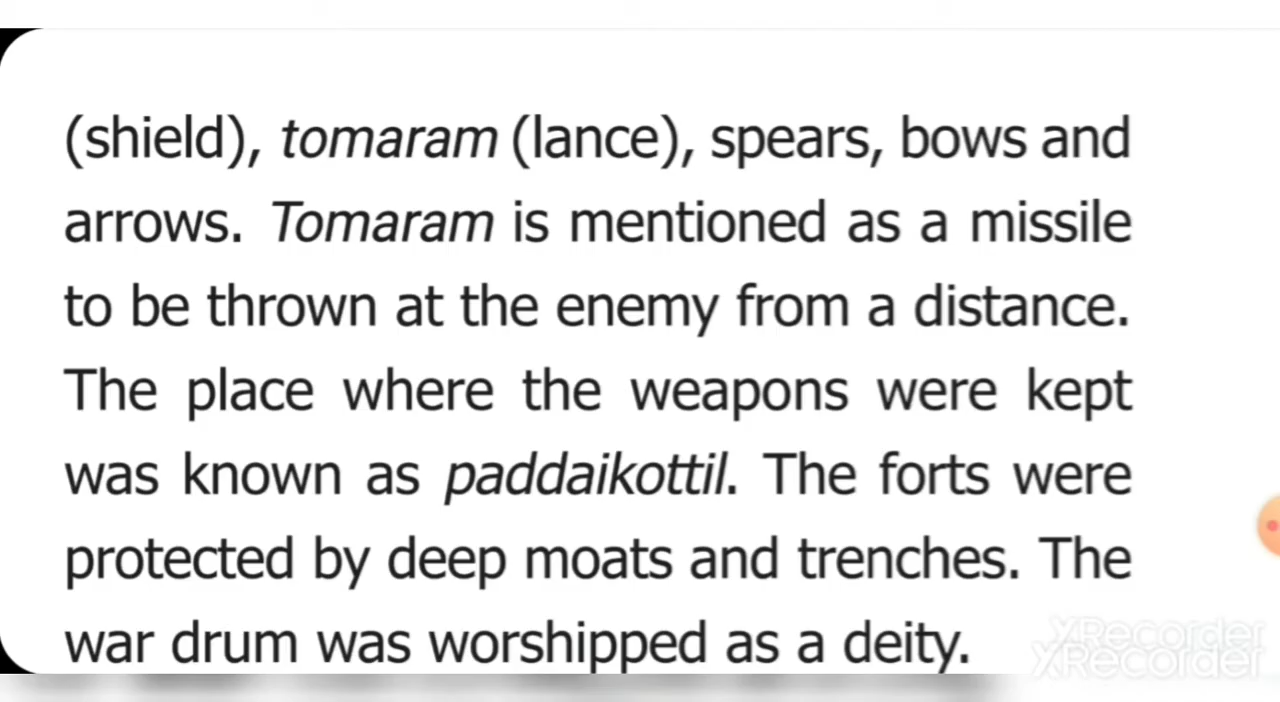 (shield), tomaram (lance), spears, bows and
arrows. Tomaram is mentioned as a missile
to be thrown at the enemy from a distance.
The place where the weapons were kept
was known as paddaikottil. The forts were
protected by deep moats and trenches. The
war drum was worshipped as a deity.
XRecorder
XRecorder